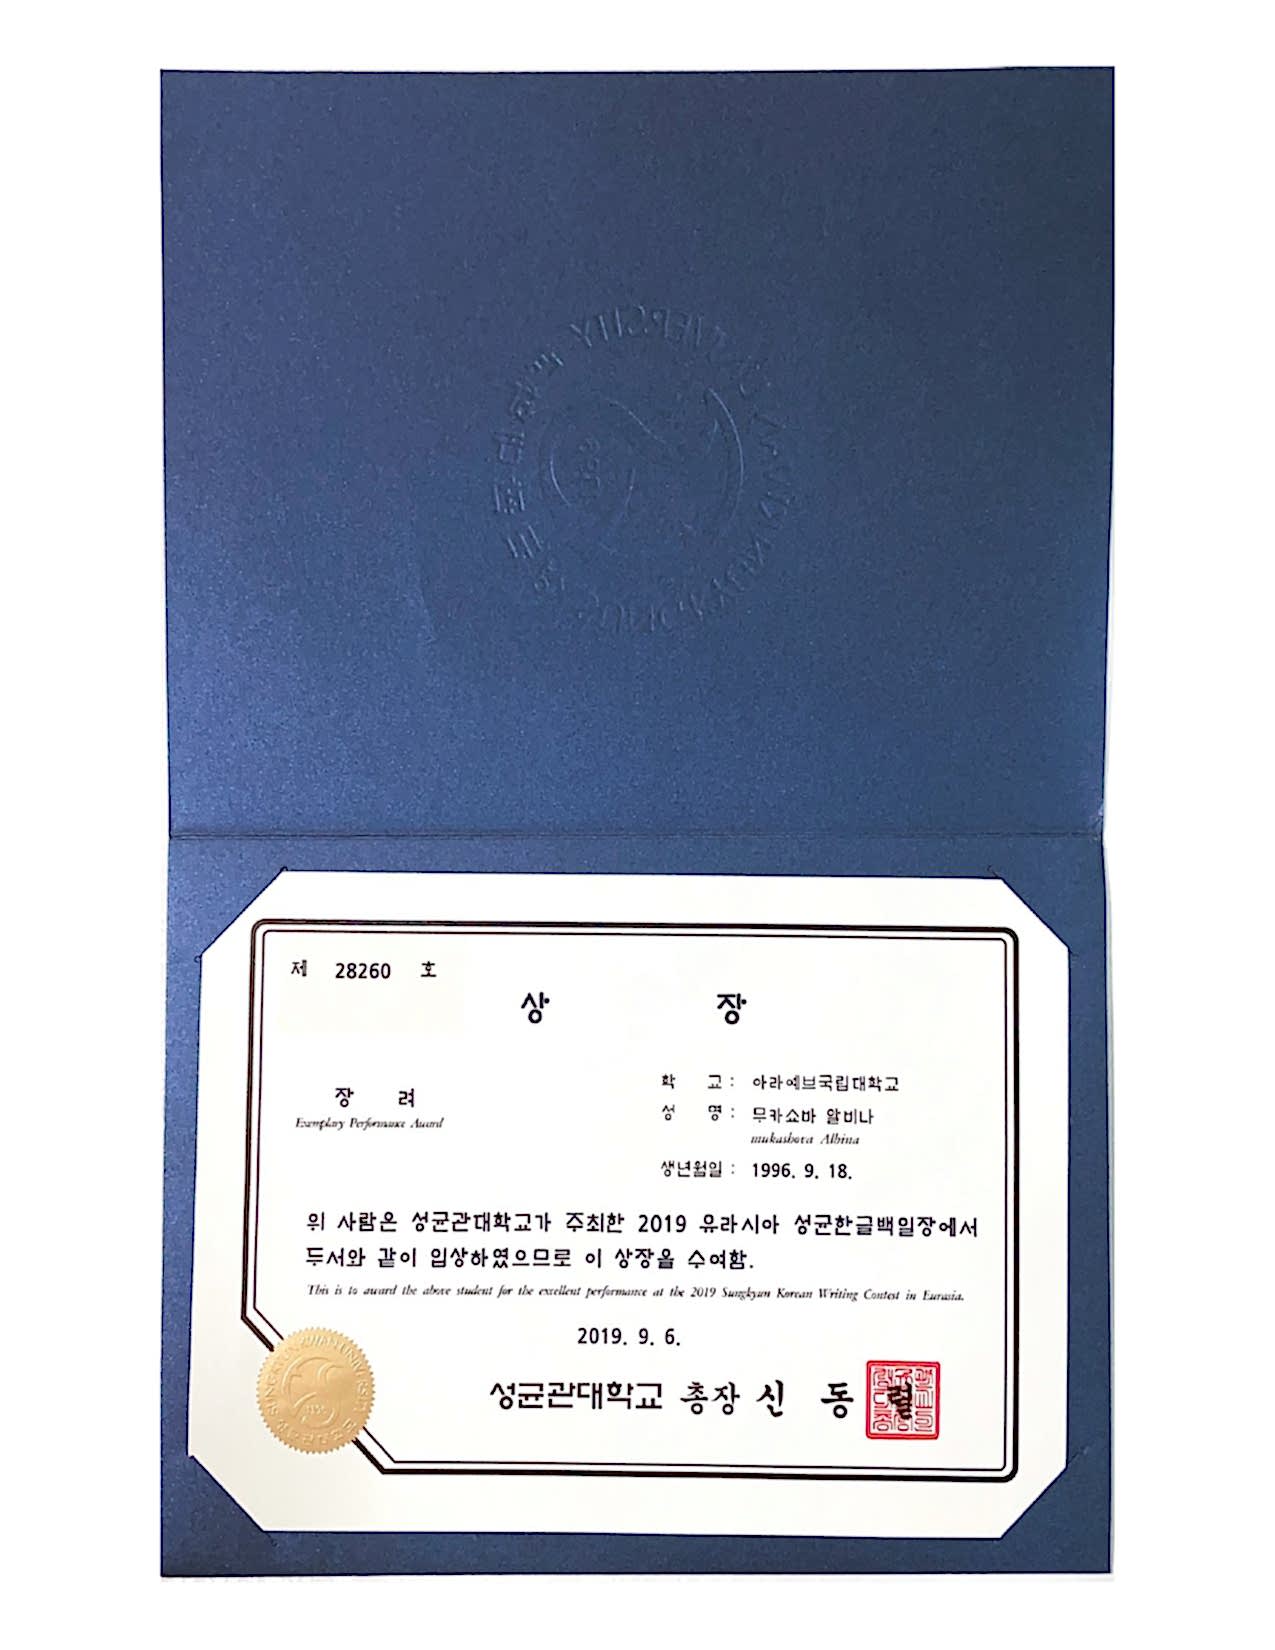 제 28260 호
상 장
장 려
Exemplary Performance Award
학 교 : 아라예브국립대학교
성 명 : 무카쇼바 알비나
mukashova Albina
생년월일 : 1996. 9. 18.
위 사람은 성균관대학교가 주최한 2019 유라시아 성균한글백일장에서
두서와 같이 입상하였으므로 이 상장을 수여함.
This is to award the above student for the excellent performance at the 2019 Sungkyun Korean Writing Contest in Eurasia.
2019. 9. 6.
성균관대학교 총장 신 동 렬